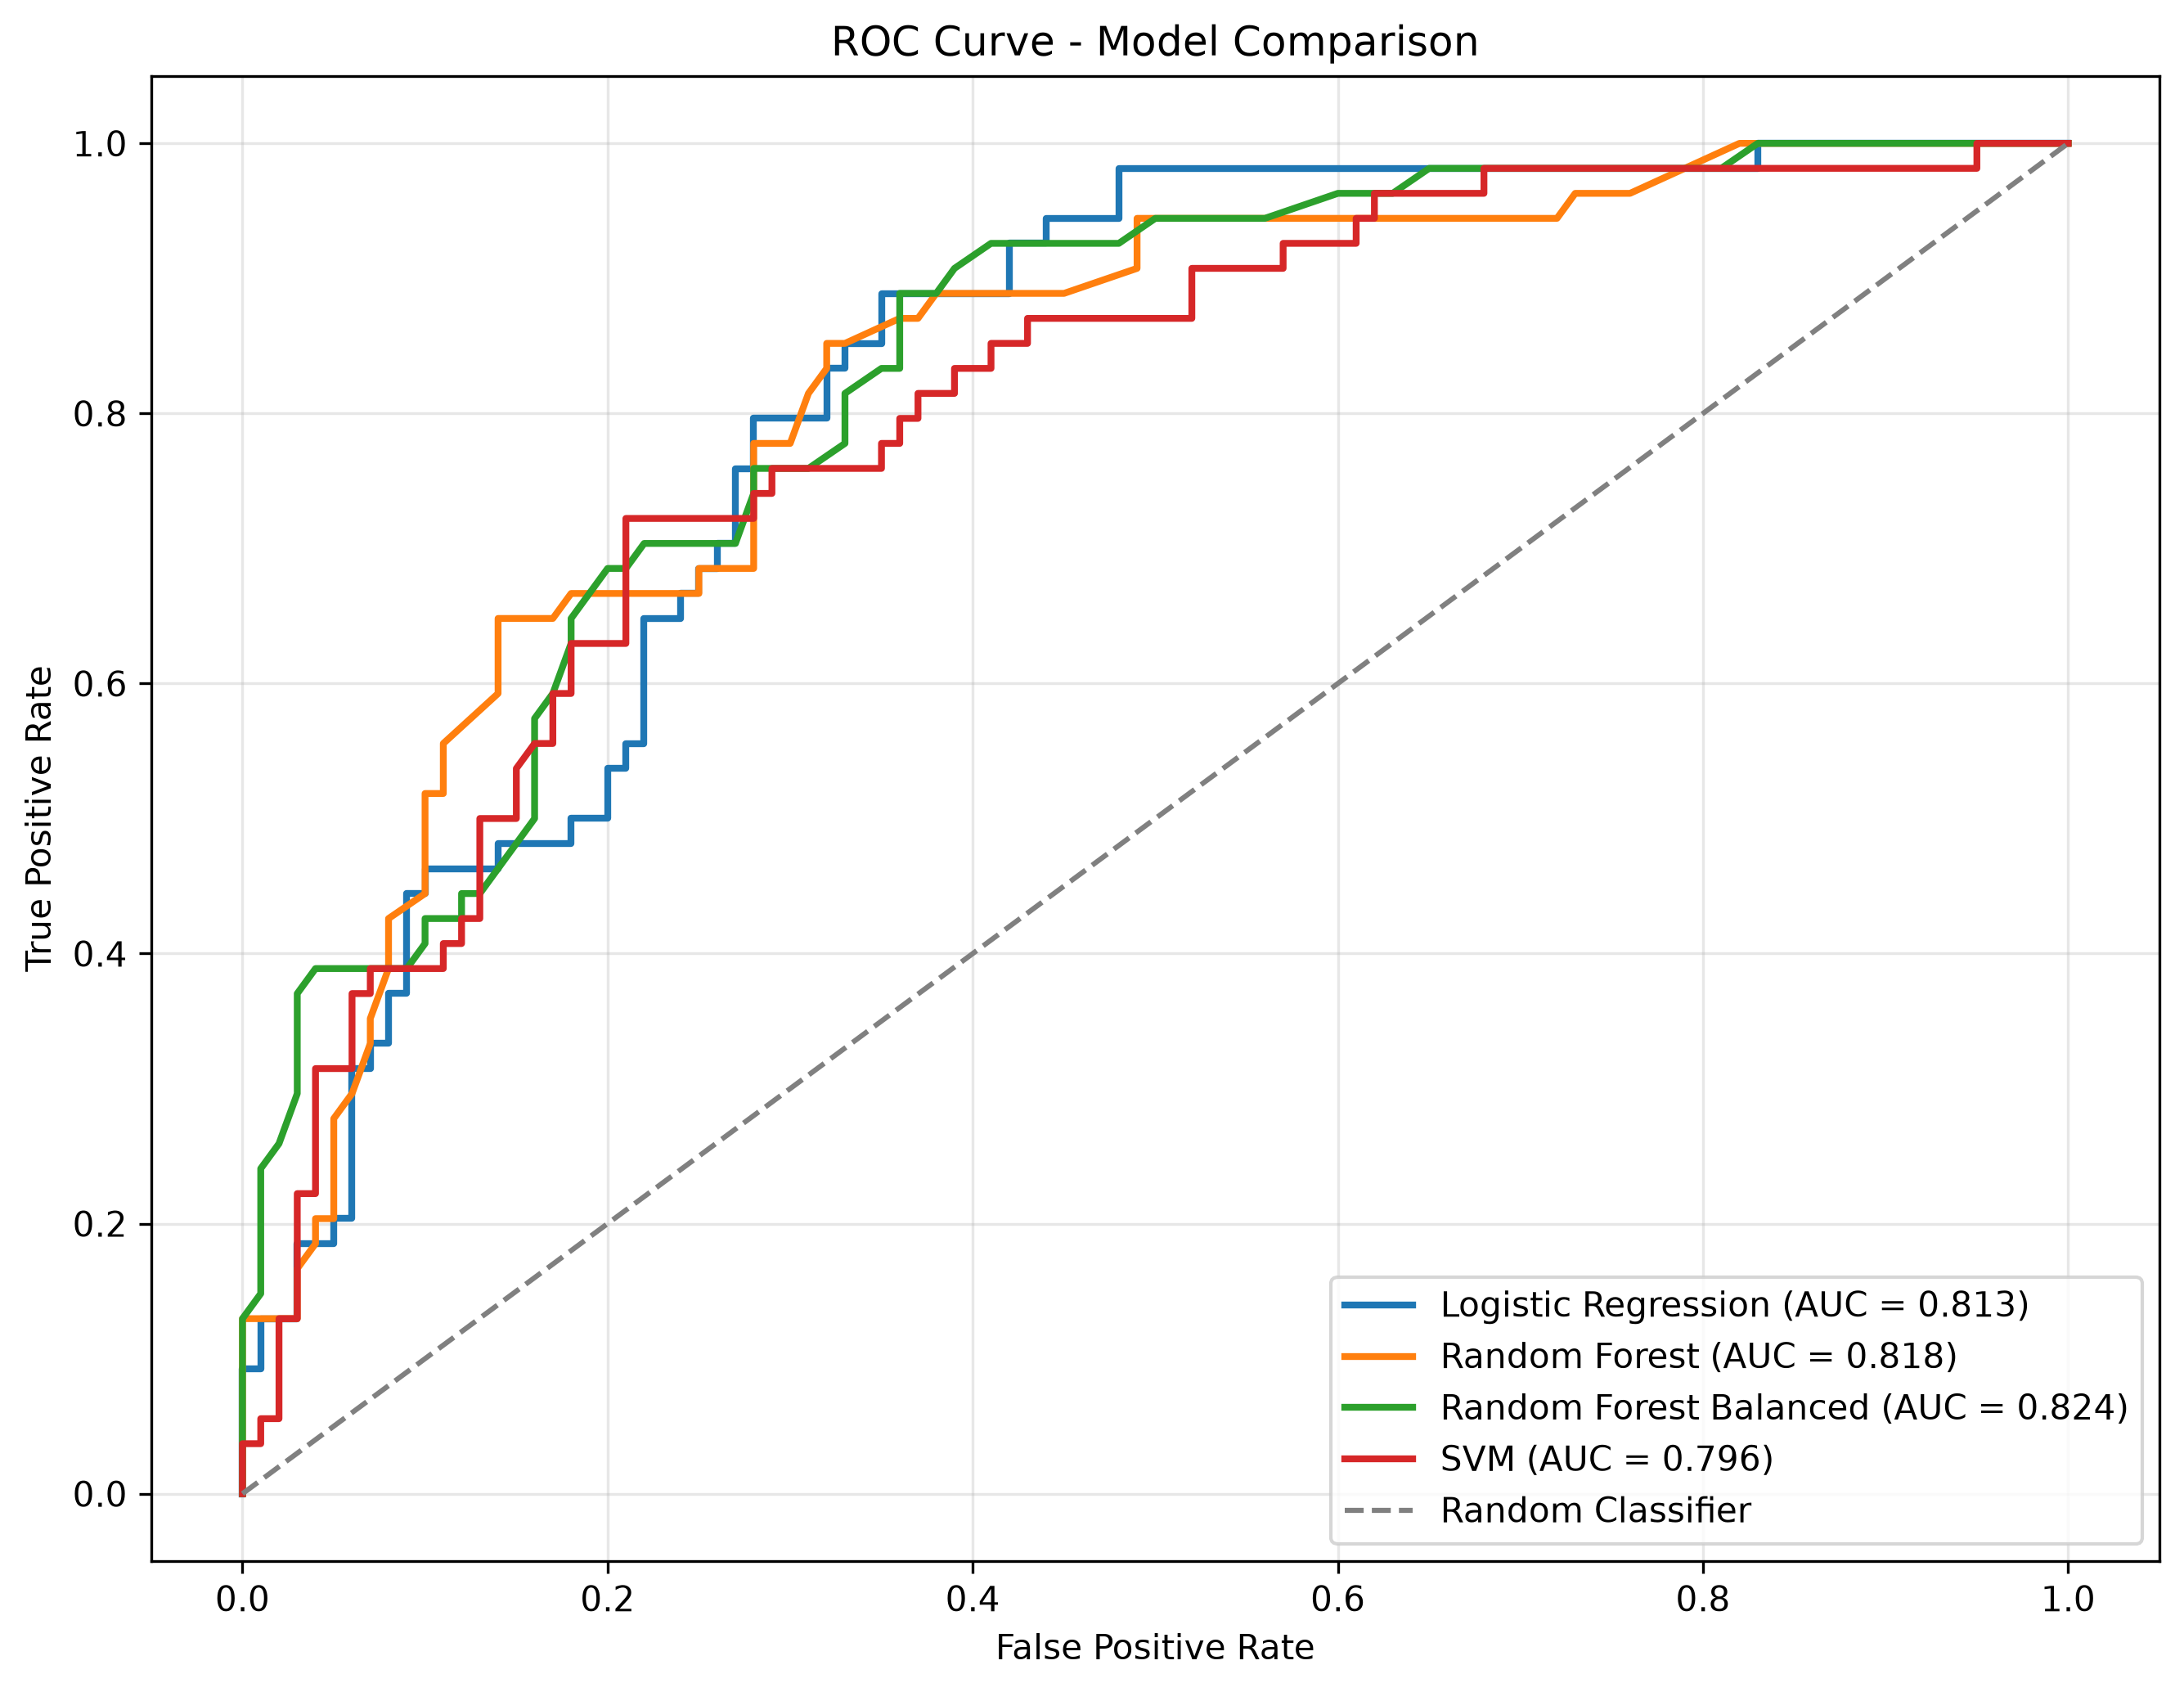 ROC Curve - Model Comparison
True Positive Rate
1.0
0.8
0.6
0.4
0.2
0.0
Logistic Regression (AUC = 0.813)
Random Forest (AUC = 0.818)
Random Forest Balanced (AUC = 0.824)
SVM (AUC = 0.796)
Random Classifier
0.0 0.2 0.4 0.6 0.8 1.0
False Positive Rate